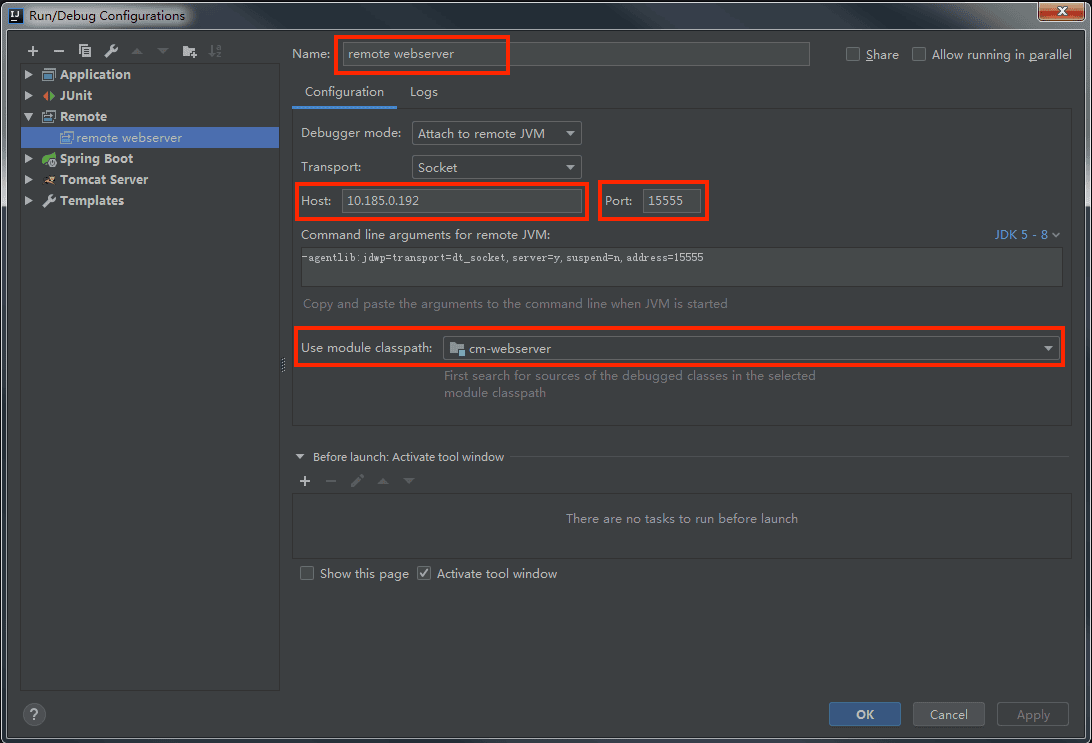 Run/Debug Configurations
Name: remote webserver
Share
Allow running in parallel
Application
JUnit
Remote
remote webserver
Spring Boot
Tomcat Server
Templates
Configuration
Logs
Debugger mode: Attach to remote JVM
Transport: Socket
Host: 10.185.0.192
Port: 15555
Command line arguments for remote JVM:
JDK 5 - 8
-agentlib:jdwp=transport=dt_socket,server=y,suspend=n,address=15555
Copy and paste the arguments to the command line when JVM is started
Use module classpath: cm-webserver
First search for sources of the debugged classes in the selected
module classpath
Before launch: Activate tool window
There are no tasks to run before launch
Show this page
Activate tool window
?
OK
Cancel
Apply